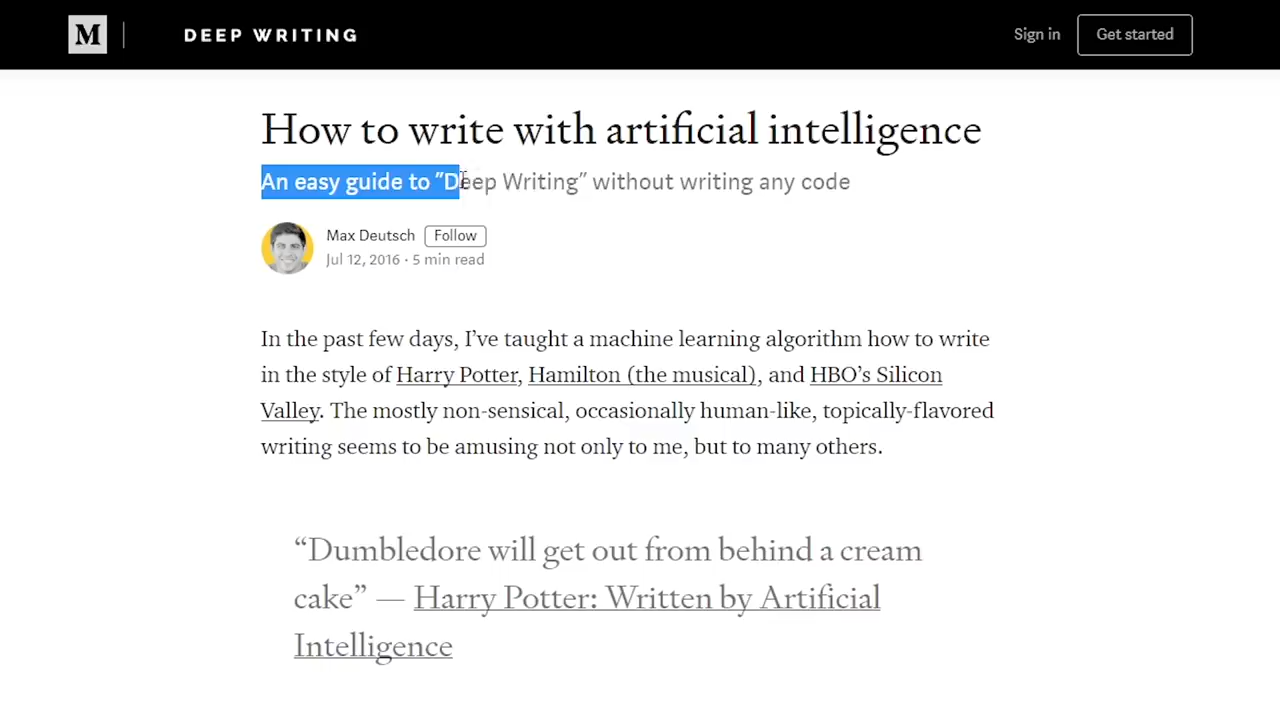 M
DEEP WRITING
Sign in
Get started
How to write with artificial intelligence
An easy guide to ”Deep Writing” without writing any code
Max Deutsch
Follow
Jul 12, 2016 · 5 min read
In the past few days, I’ve taught a machine learning algorithm how to write
in the style of Harry Potter, Hamilton (the musical), and HBO’s Silicon
Valley. The mostly non-sensical, occasionally human-like, topically-flavored
writing seems to be amusing not only to me, but to many others.
“Dumbledore will get out from behind a cream
cake” — Harry Potter: Written by Artificial
Intelligence